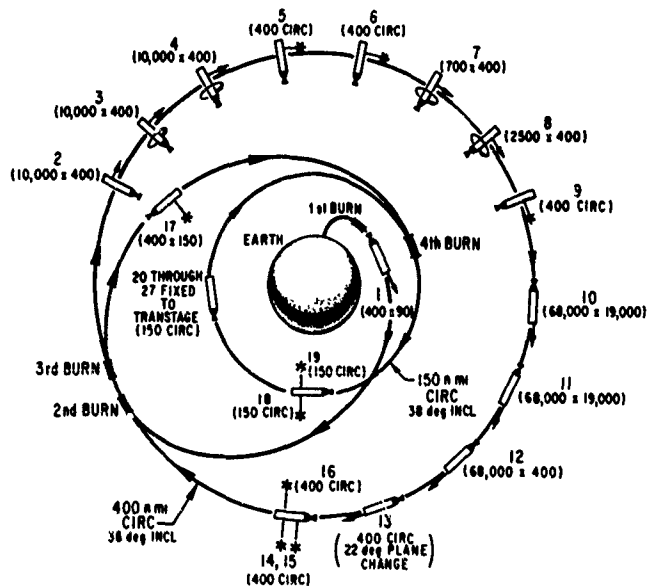 5
(400 CIRC)
6
(400 CIRC)
4
(10,000 x 400)
7
(700 x 400)
3
(10,000 x 400)
8
(2500 x 400)
2
(10,000 x 400)
9
(400 CIRC)
17
(400 x 150)
1st BURN
EARTH
4th BURN
20 THROUGH
27 FIXED
TO
TRANSTAGE
(150 CIRC)
1
(400 x 90)
10
(68,000 x 19,000)
19
(150 CIRC)
3rd BURN
2nd BURN
18
(150 CIRC)
150 n mi
CIRC
38 deg INCL
11
(68,000 x 19,000)
12
(68,000 x 400)
16
(400 CIRC)
400 n mi
CIRC
38 deg INCL
13
(400 CIRC
22 deg PLANE
CHANGE)
14, 15
(400 CIRC)